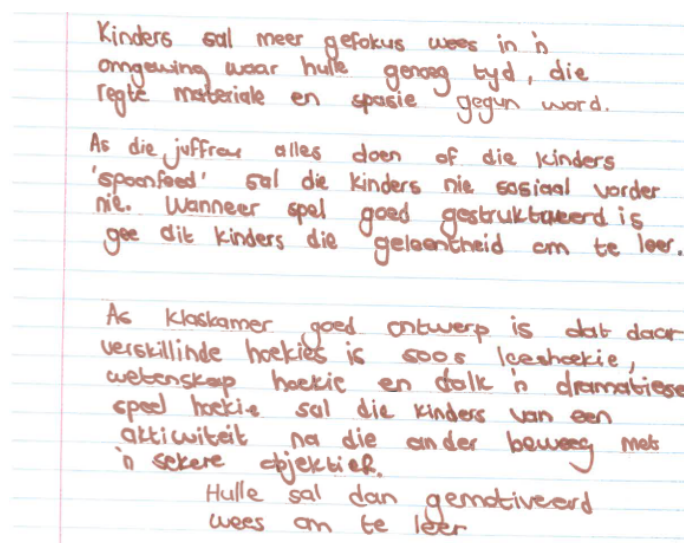 Kinders sal meer gefokus wees in 'n
omgewing waar hulle genoeg tyd, die
regte materiale en spasie gegun word.
As die juffrou alles doen of die kinders
'spoonfeed' sal die kinders nie sosiaal vorder
nie. Wanneer spel goed gestruktureerd is
gee dit kinders die geleentheid om te leer.
As klaskamer goed ontwerp is dat daar
verskillinde hoekies is soos leeshoekie,
wetenskap hoekie en dalk 'n dramatiese
speel hoekie sal die kinders van een
aktiwiteit na die ander beweeg met
'n sekere objektief.
Hulle sal dan gemotiveerd
wees om te leer